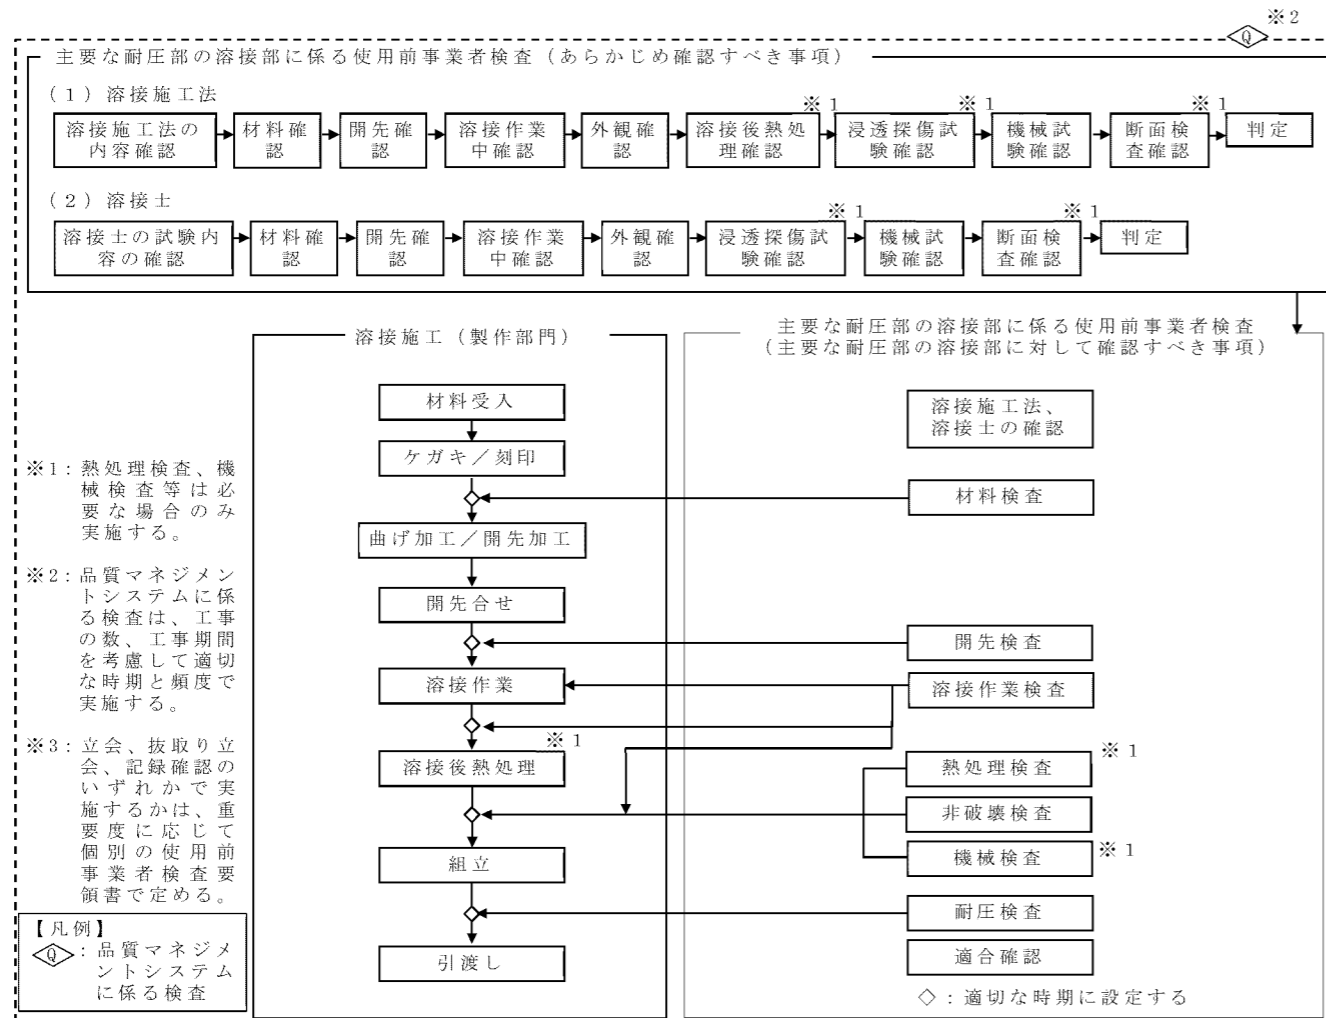 ※2
Q
主要な耐圧部の溶接部に係る使用前事業者検査（あらかじめ確認すべき事項）
（1）溶接施工法
※1
※1
※1
溶接施工法の
内容確認
材料確
認
開先確
認
溶接作業
中確認
外観確
認
溶接後熱処
理確認
浸透探傷試
験確認
機械試
験確認
断面検
査確認
判定
（2）溶接士
※1
※1
溶接士の試験内
容の確認
材料確
認
開先確
認
溶接作業
中確認
外観確
認
浸透探傷試
験確認
機械試
験確認
断面検
査確認
判定
溶接施工（製作部門）
材料受入
ケガキ／刻印
曲げ加工／開先加工
開先合せ
溶接作業
※1
溶接後熱処理
組立
引渡し
主要な耐圧部の溶接部に係る使用前事業者検査
（主要な耐圧部の溶接部に対して確認すべき事項）
溶接施工法、
溶接士の確認
材料検査
開先検査
溶接作業検査
※1
熱処理検査
非破壊検査
※1
機械検査
耐圧検査
適合確認
◇：適切な時期に設定する
※1：熱処理検査、機
械検査等は必
要な場合のみ
実施する。
※2：品質マネジメン
トシステムに係
る検査は、工事
の数、工事期間
を考慮して適切
な時期と頻度で
実施する。
※3：立会、抜取り立
会、記録確認の
いずれかで実
施するかは、重
要度に応じて
個別の使用前
事業者検査要
領書で定める。
【凡例】
Q：品質マネジメ
ントシステム
に係る検査